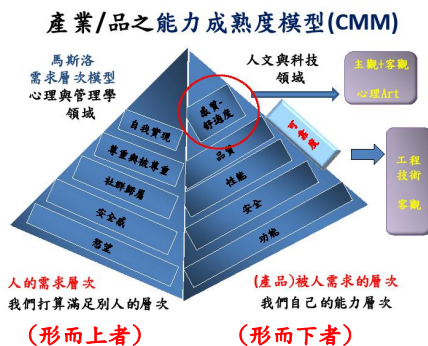 產業/品之能力成熟度模型(CMM)
馬斯洛
需求層次模型
心理與管理學
領域
人文與科技
領域
主觀+客觀
心理Art
感質-
舒適度
自我實現
尊重與被尊重
社群歸屬
安全感
慾望
可靠度
品質
性能
安全
功能
工程
技術
客觀
人的需求層次
我們打算滿足別人的層次
(形而上者)
(產品)被人需求的層次
我們自己的能力層次
(形而下者)